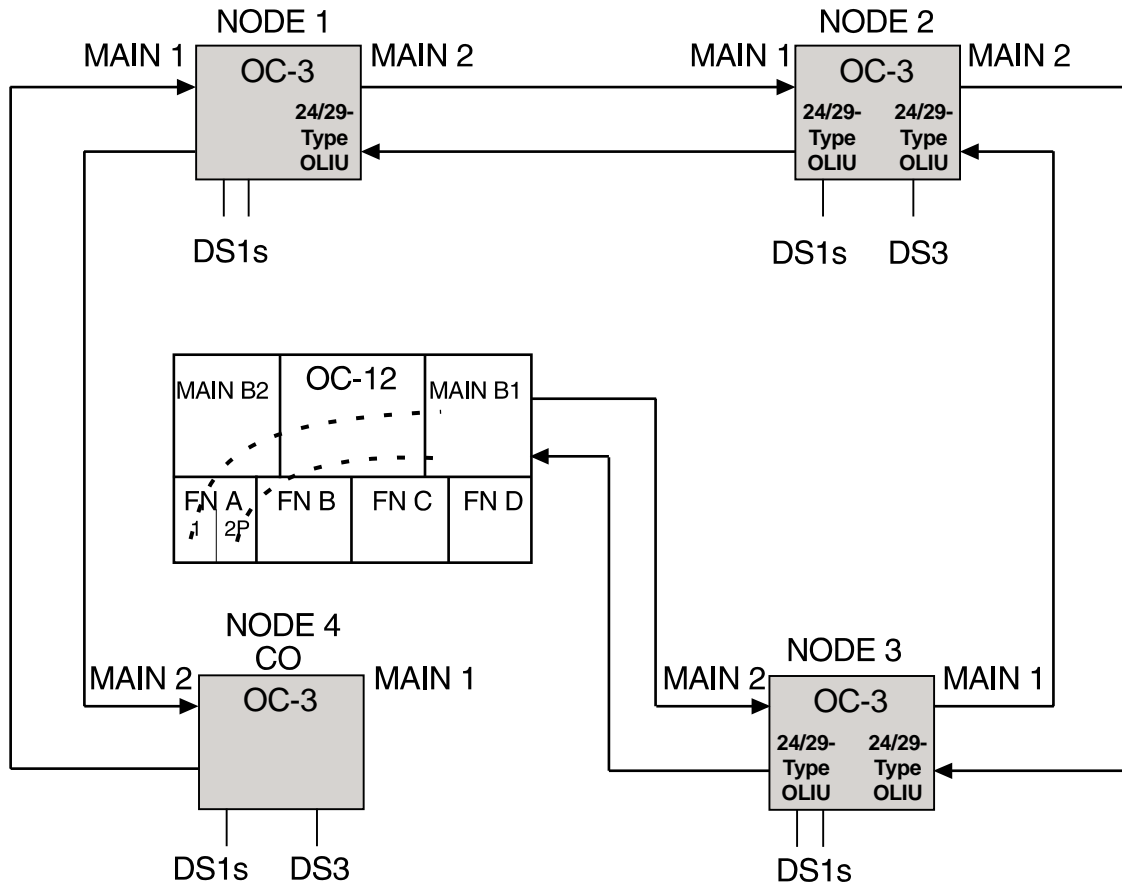 NODE 1
NODE 2
MAIN 1
MAIN 2
MAIN 1
MAIN 2
OC-3
24/29-
Type
OLIU
OC-3
24/29-
Type
OLIU
24/29-
Type
OLIU
DS1s
DS1s
DS3
MAIN B2
OC-12
MAIN B1
FN A
1
2P
FN B
FN C
FN D
NODE 4
CO
MAIN 2
MAIN 1
OC-3
DS1s
DS3
NODE 3
MAIN 2
MAIN 1
OC-3
24/29-
Type
OLIU
24/29-
Type
OLIU
DS1s